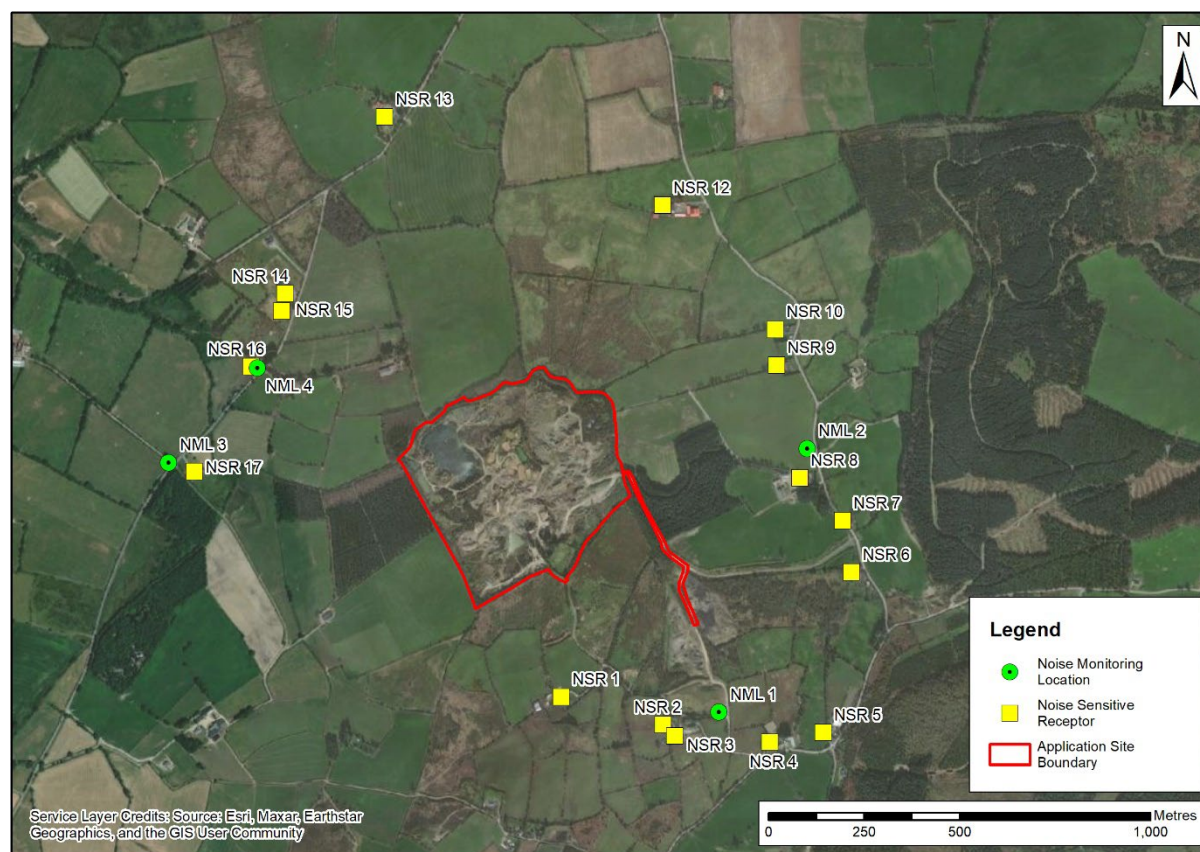 N
NSR 13
NSR 12
NSR 14
NSR 15
NSR 10
NSR 16
NSR 9
NML 4
NML 2
NML 3
NSR 17
NSR 8
NSR 7
NSR 6
NSR 1
NML 1
NSR 2
NSR 3
NSR 5
NSR 4
Legend
Noise Monitoring
Location
Noise Sensitive
Receptor
Application Site
Boundary
Service Layer Credits: Source: Esri, Maxar, Earthstar
Geographics, and the GIS User Community
Metres
0 250 500 1,000